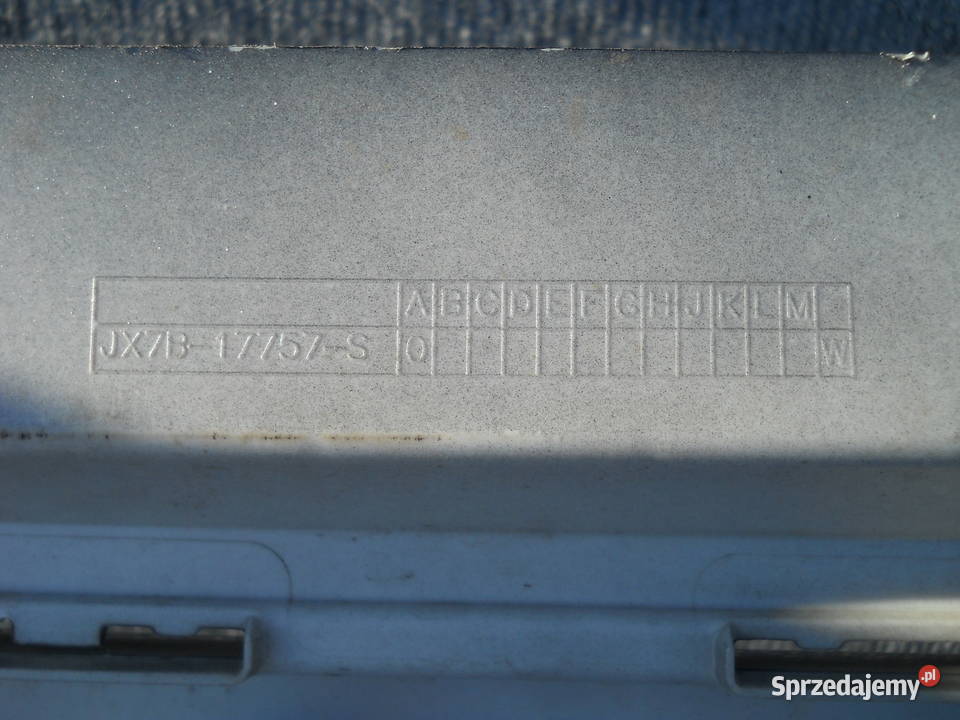 A B C D E F G H J K L M -
JX7B-17757-S Q W
Sprzedajemy.pl